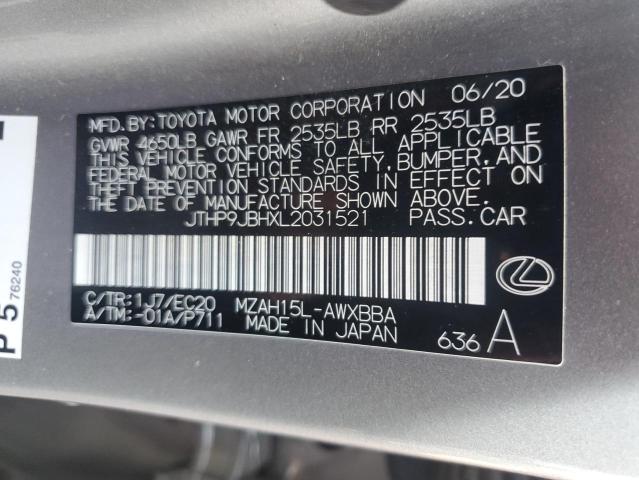 MFD.BY:TOYOTA MOTOR CORPORATION 06/20
GVWR 4650LB GAWR FR 2535LB RR 2535LB
THIS VEHICLE CONFORMS TO ALL APPLICABLE
FEDERAL MOTOR VEHICLE SAFETY, BUMPER, AND
THEFT PREVENTION STANDARDS IN EFFECT ON
THE DATE OF MANUFACTURE SHOWN ABOVE.
JTHP9JBHXL2031521 PASS.CAR
C/TR:1J7/EC20 MZAH15L-AWXBBA
A/TM:-01A/P711 MADE IN JAPAN
636 A
P 5 76240